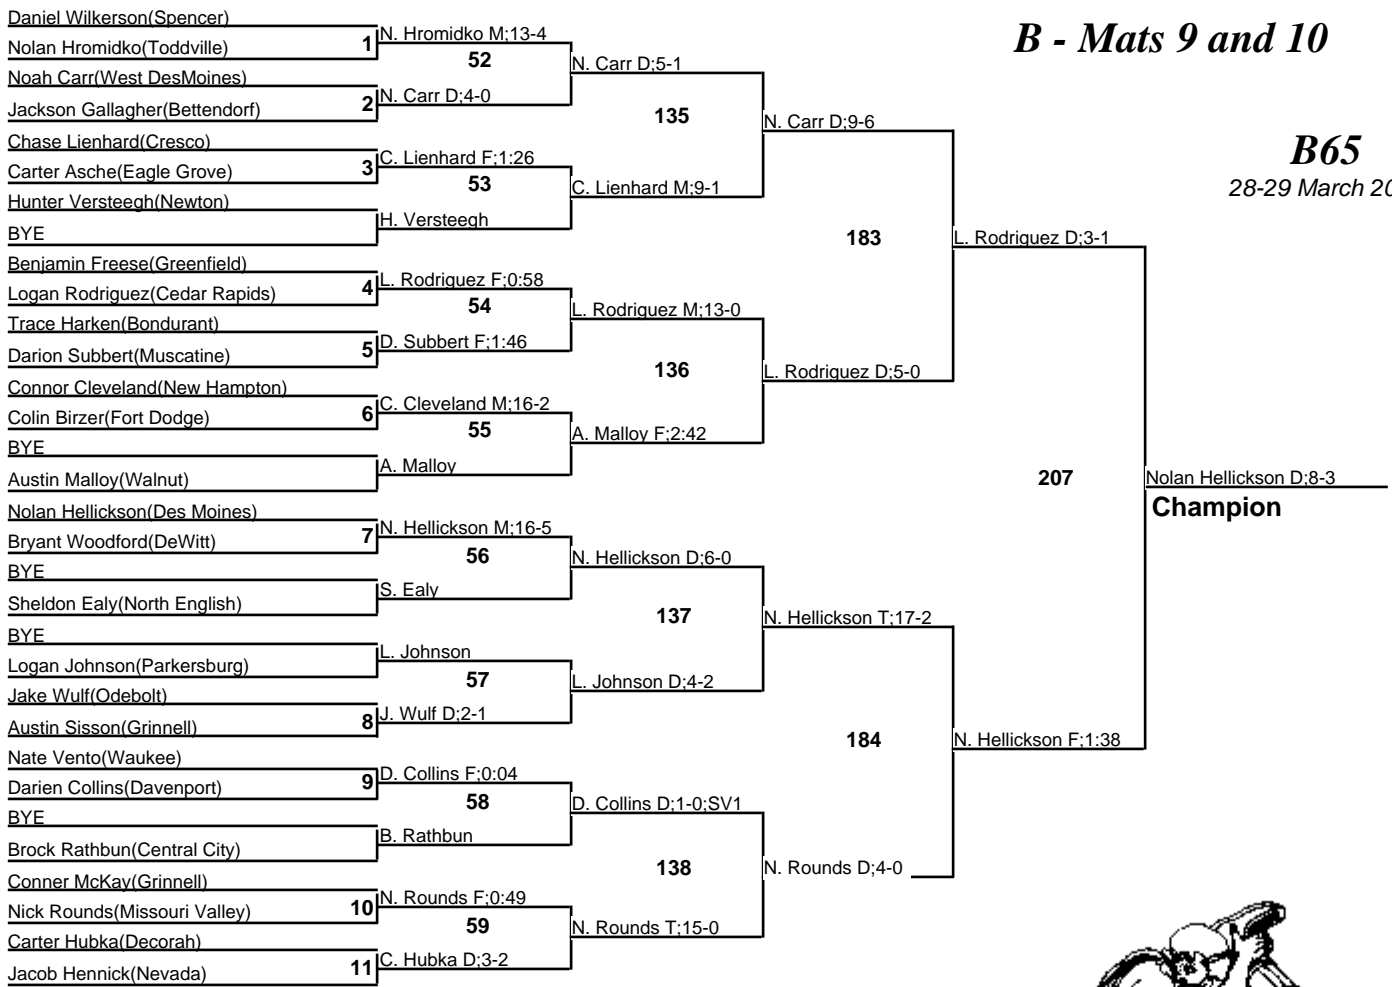 B - Mats 9 and 10
B65
28-29 March 20
Daniel Wilkerson(Spencer)
Nolan Hromidko(Toddville)
1
Noah Carr(West DesMoines)
Jackson Gallagher(Bettendorf)
2
Chase Lienhard(Cresco)
Carter Asche(Eagle Grove)
3
Hunter Versteegh(Newton)
BYE
Benjamin Freese(Greenfield)
Logan Rodriguez(Cedar Rapids)
4
Trace Harken(Bondurant)
Darion Subbert(Muscatine)
5
Connor Cleveland(New Hampton)
Colin Birzer(Fort Dodge)
6
BYE
Austin Malloy(Walnut)
Nolan Hellickson(Des Moines)
Bryant Woodford(DeWitt)
7
BYE
Sheldon Ealy(North English)
BYE
Logan Johnson(Parkersburg)
Jake Wulf(Odebolt)
Austin Sisson(Grinnell)
8
Nate Vento(Waukee)
Darien Collins(Davenport)
9
BYE
Brock Rathbun(Central City)
Conner McKay(Grinnell)
Nick Rounds(Missouri Valley)
10
Carter Hubka(Decorah)
Jacob Hennick(Nevada)
11
N. Hromidko M;13-4
52
N. Carr D;4-0
C. Lienhard F;1:26
53
H. Versteegh
L. Rodriguez F;0:58
54
D. Subbert F;1:46
C. Cleveland M;16-2
55
A. Malloy
N. Hellickson M;16-5
56
S. Ealy
L. Johnson
57
J. Wulf D;2-1
D. Collins F;0:04
58
B. Rathbun
N. Rounds F;0:49
59
C. Hubka D;3-2
N. Carr D;5-1
135
C. Lienhard M;9-1
L. Rodriguez M;13-0
136
A. Malloy F;2:42
N. Hellickson D;6-0
137
L. Johnson D;4-2
D. Collins D;1-0;SV1
138
N. Rounds T;15-0
N. Carr D;9-6
183
L. Rodriguez D;5-0
N. Hellickson T;17-2
184
N. Rounds D;4-0
L. Rodriguez D;3-1
207
N. Hellickson F;1:38
Nolan Hellickson D;8-3
Champion